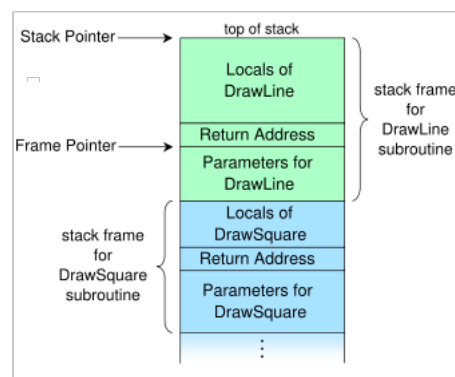 Stack Pointer
top of stack
Locals of
DrawLine
stack frame
for
DrawLine
subroutine
Return Address
Frame Pointer
Parameters for
DrawLine
Locals of
DrawSquare
stack frame
for
DrawSquare
subroutine
Return Address
Parameters for
DrawSquare
⋮